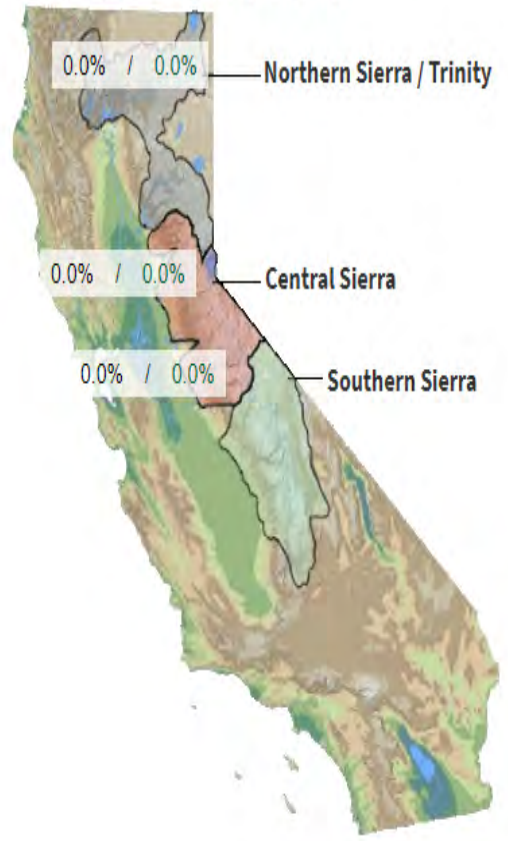 0.0% / 0.0%
Northern Sierra / Trinity
0.0% / 0.0%
Central Sierra
0.0% / 0.0%
Southern Sierra